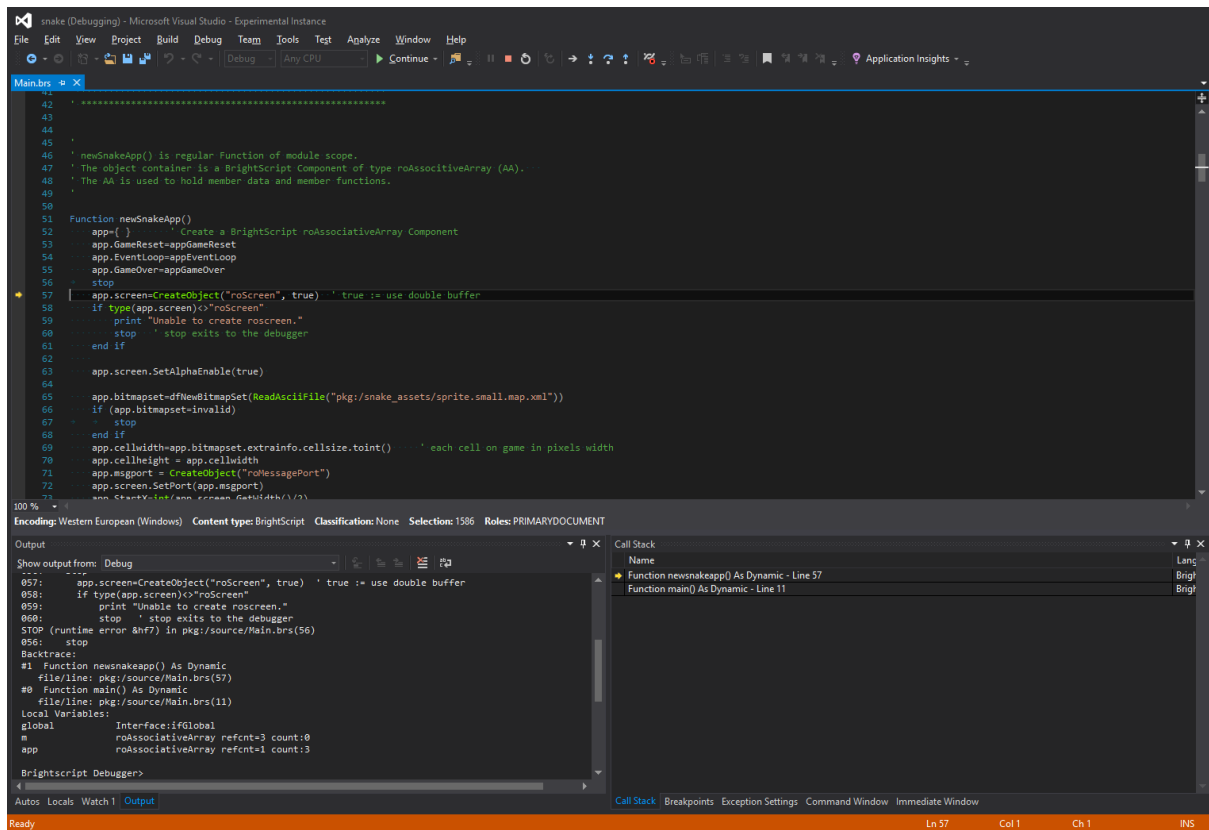 snake (Debugging) - Microsoft Visual Studio - Experimental Instance
File Edit View Project Build Debug Team Tools Test Analyze Window Help
Debug Any CPU Continue Application Insights
Main.brs
41
42 ' *********************************************************
43
44
45 '
46 ' newSnakeApp() is regular Function of module scope.
47 ' The object container is a BrightScript Component of type roAssocitiveArray (AA).
48 ' The AA is used to hold member data and member functions.
49 '
50
51 Function newSnakeApp()
52 app={ } ' Create a BrightScript roAssociativeArray Component
53 app.GameReset=appGameReset
54 app.EventLoop=appEventLoop
55 app.GameOver=appGameOver
56 stop
57 app.screen=CreateObject("roScreen", true) ' true := use double buffer
58 if type(app.screen)<>"roScreen"
59 print "Unable to create roscreen."
60 stop ' stop exits to the debugger
61 end if
62
63 app.screen.SetAlphaEnable(true)
64
65 app.bitmapset=dfNewBitmapSet(ReadAsciiFile("pkg:/snake_assets/sprite.small.map.xml"))
66 if (app.bitmapset=invalid)
67 stop
68 end if
69 app.cellwidth=app.bitmapset.extrainfo.cellsize.toint() ' each cell on game in pixels width
70 app.cellheight = app.cellwidth
71 app.msgport = CreateObject("roMessagePort")
72 app.screen.SetPort(app.msgport)
73 app.StartX=int(app.screen.GetWidth()/2)
100 %
Encoding: Western European (Windows) Content type: BrightScript Classification: None Selection: 1586 Roles: PRIMARYDOCUMENT
Output
Show output from: Debug
057: app.screen=CreateObject("roScreen", true) ' true := use double buffer
058: if type(app.screen)<>"roScreen"
059: print "Unable to create roscreen."
060: stop ' stop exits to the debugger
STOP (runtime error &hf7) in pkg:/source/Main.brs(56)
056: stop
Backtrace:
#1 Function newsnakeapp() As Dynamic
file/line: pkg:/source/Main.brs(57)
#0 Function main() As Dynamic
file/line: pkg:/source/Main.brs(11)
Local Variables:
global Interface:ifGlobal
m roAssociativeArray refcnt=3 count:0
app roAssociativeArray refcnt=1 count:3
Brightscript Debugger>
Autos Locals Watch 1 Output
Call Stack
Name Lang
Function newsnakeapp() As Dynamic - Line 57 Brigh
Function main() As Dynamic - Line 11 Brigh
Call Stack Breakpoints Exception Settings Command Window Immediate Window
Ready Ln 57 Col 1 Ch 1 INS